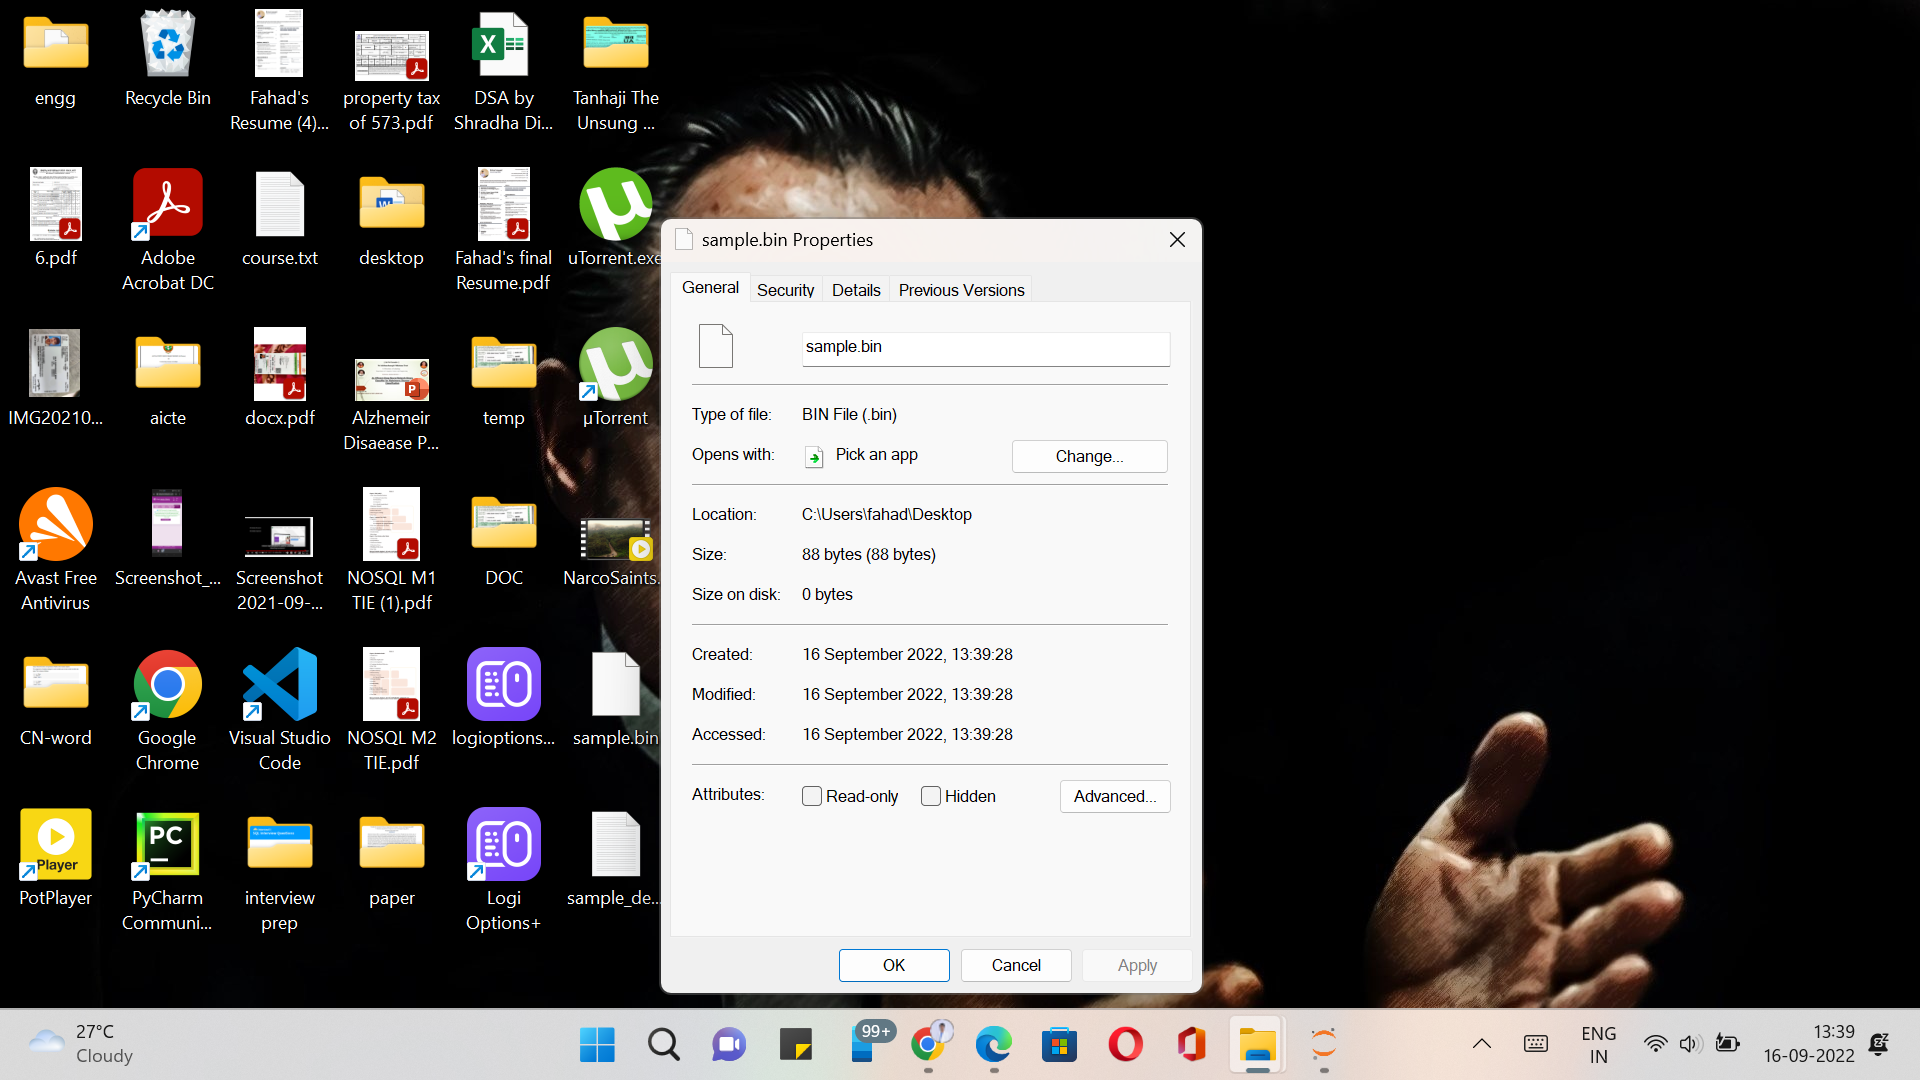 engg
Recycle Bin
Fahad's
Resume (4)...
property tax
of 573.pdf
DSA by
Shradha Di...
Tanhaji The
Unsung ...
6.pdf
Adobe
Acrobat DC
course.txt
desktop
Fahad's final
Resume.pdf
uTorrent.exe
IMG20210...
aicte
docx.pdf
Alzhemeir
Disaease P...
temp
µTorrent
Avast Free
Antivirus
Screenshot_...
Screenshot
2021-09-...
NOSQL M1
TIE (1).pdf
DOC
NarcoSaints.
CN-word
Google
Chrome
Visual Studio
Code
NOSQL M2
TIE.pdf
logioptions...
sample.bin
Player
PotPlayer
PC
PyCharm
Communi...
interview
prep
paper
Logi
Options+
sample_de...
sample.bin Properties
General
Security
Details
Previous Versions
sample.bin
Type of file: BIN File (.bin)
Opens with: Pick an app
Change...
Location: C:\Users\fahad\Desktop
Size: 88 bytes (88 bytes)
Size on disk: 0 bytes
Created: 16 September 2022, 13:39:28
Modified: 16 September 2022, 13:39:28
Accessed: 16 September 2022, 13:39:28
Attributes: Read-only Hidden
Advanced...
OK
Cancel
Apply
27°C
Cloudy
99+
ENG
IN
13:39
16-09-2022